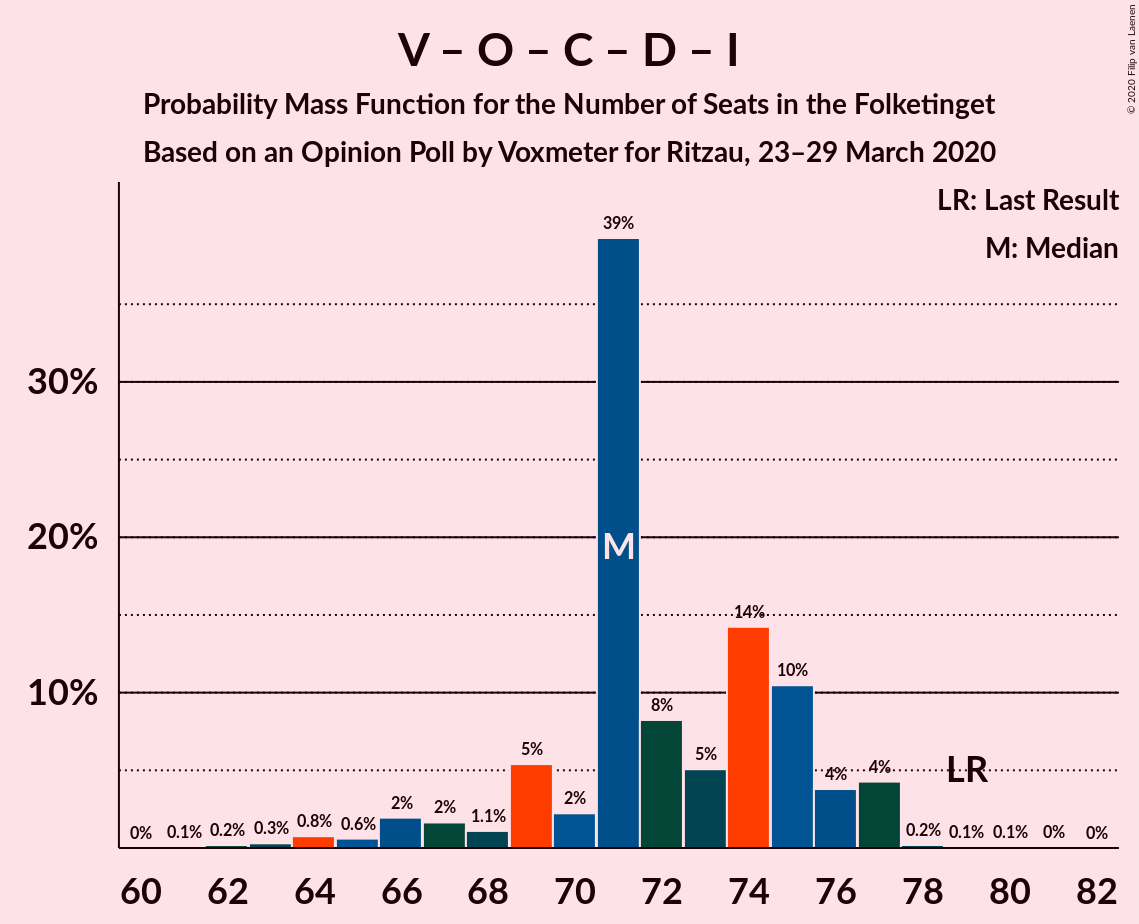 V – O – C – D – I
Probability Mass Function for the Number of Seats in the Folketinget
Based on an Opinion Poll by Voxmeter for Ritzau, 23–29 March 2020
© 2020 Filip van Laenen
LR: Last Result
M: Median
39%
30%
20%
M
14%
10%
10%
8%
5%
5%
4%
4%
LR
0%
0.1%
0.2%
0.3%
0.8%
0.6%
2%
2%
1.1%
2%
0.2%
0.1%
0.1%
0%
0%
60 62 64 66 68 70 72 74 76 78 80 82